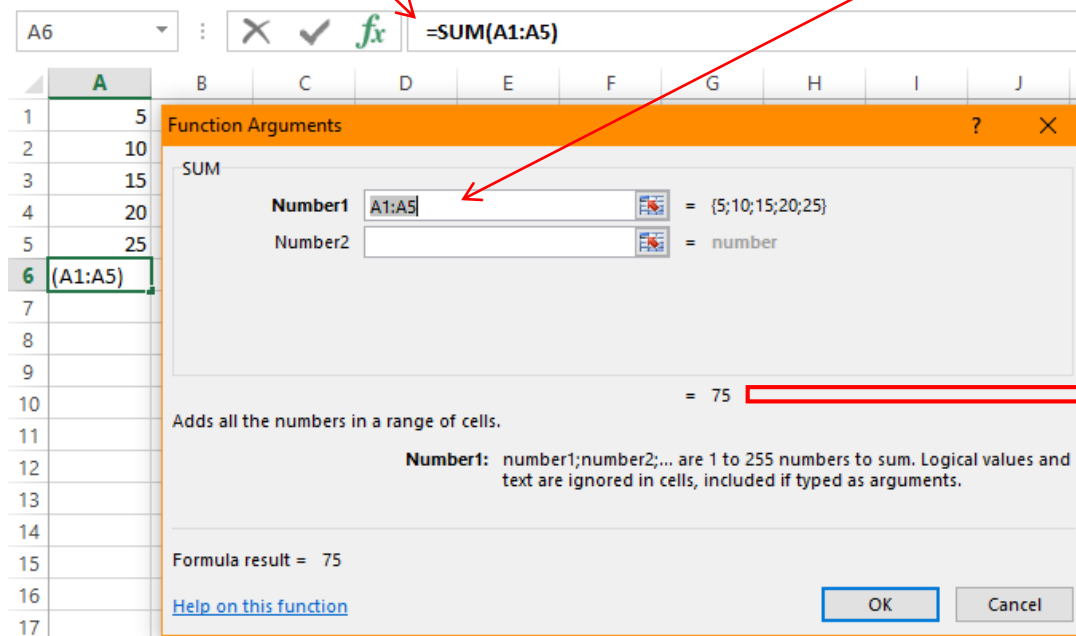 A6 fx =SUM(A1:A5)
A B C D E F G H I J
1 5
2 10
3 15
4 20
5 25
6 (A1:A5)
7
8
9
10
11
12
13
14
15
16
17
Function Arguments ? ×
SUM
Number1 A1:A5 = {5;10;15;20;25}
Number2 = number
= 75
Adds all the numbers in a range of cells.
Number1: number1;number2;... are 1 to 255 numbers to sum. Logical values and
text are ignored in cells, included if typed as arguments.
Formula result = 75
Help on this function OK Cancel